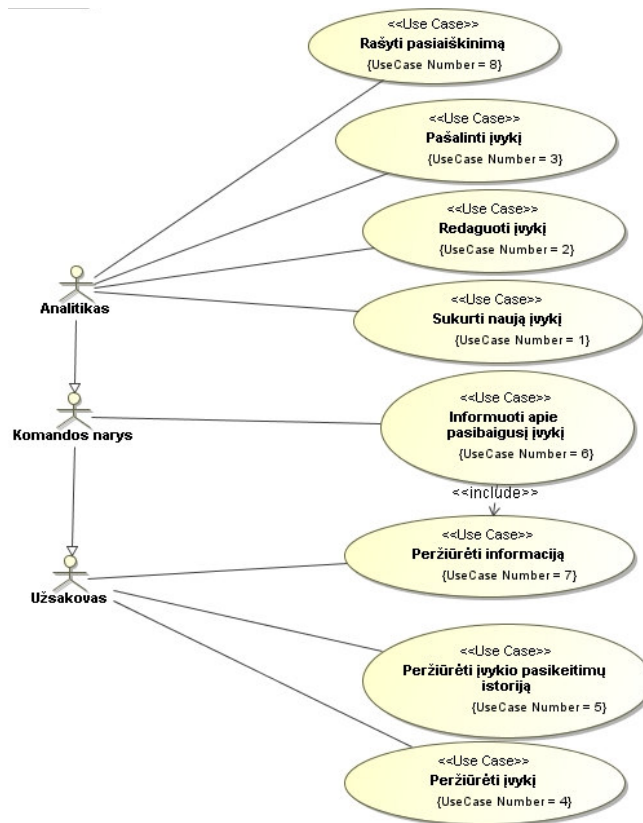 <<Use Case>>
Rašyti pasiaiškinimą
{UseCase Number = 8}
<<Use Case>>
Pašalinti įvykį
{UseCase Number = 3}
<<Use Case>>
Redaguoti įvykį
{UseCase Number = 2}
Analitikas
<<Use Case>>
Sukurti naują įvykį
{UseCase Number = 1}
Komandos narys
<<Use Case>>
Informuoti apie
pasibaigusį įvykį
{UseCase Number = 6}
<<include>>
<<Use Case>>
Peržiūrėti informaciją
{UseCase Number = 7}
Užsakovas
<<Use Case>>
Peržiūrėti įvykio pasikeitimų
istoriją
{UseCase Number = 5}
<<Use Case>>
Peržiūrėti įvykį
{UseCase Number = 4}